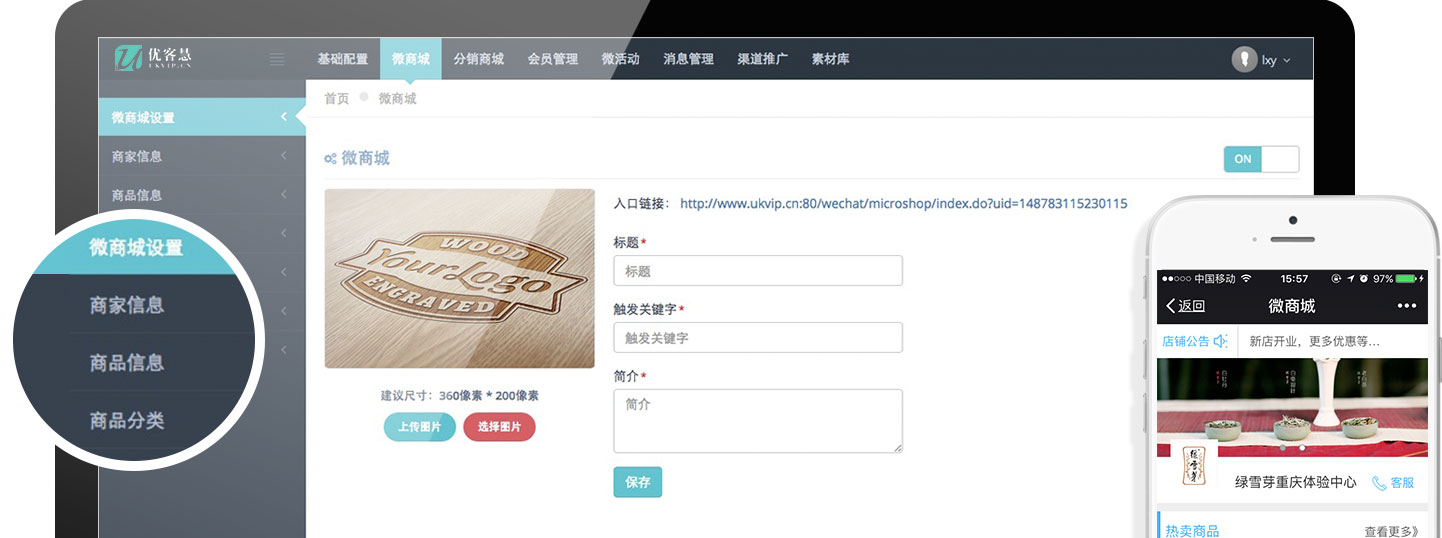 优客慧
UKVIP.CN
基础配置 微商城 分销商城 会员管理 微活动 消息管理 渠道推广 素材库
lxy
首页 微商城
微商城设置
商家信息
商品信息
微商城设置
商家信息
商品信息
商品分类
微商城
ON
WOOD
YourLogo
ENGRAVED
建议尺寸：360像素 * 200像素
上传图片 选择图片
入口链接： http://www.ukvip.cn:80/wechat/microshop/index.do?uid=148783115230115
标题*
标题
触发关键字*
触发关键字
简介*
简介
保存
中国移动 15:57 97%
返回 微商城
店铺公告 新店开业，更多优惠等...
绿雪芽
绿雪芽重庆体验中心 客服
热卖商品 查看更多》